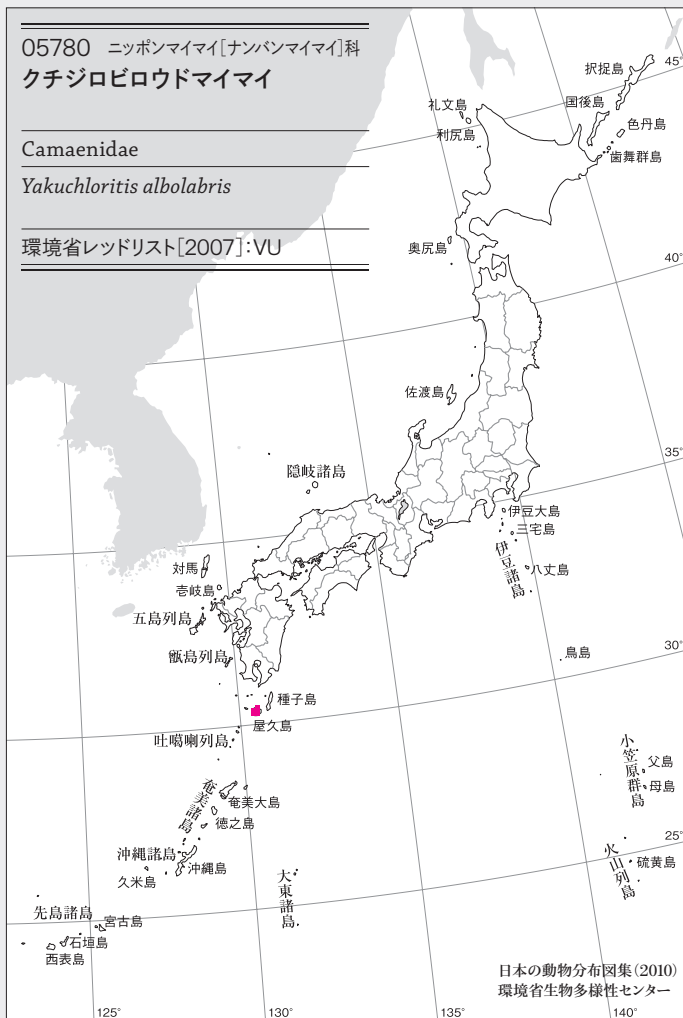 05780 ニッポンマイマイ[ナンバンマイマイ]科
クチジロビロウドマイマイ
Camaenidae
Yakuchloritis albolabris
環境省レッドリスト[2007]:VU
択捉島
45°
国後島
礼文島
色丹島
利尻島
歯舞群島
奥尻島
40°
佐渡島
35°
隠岐諸島
伊豆大島
三宅島
伊豆諸島
八丈島
対馬
壱岐島
五島列島
甑島列島
鳥島
30°
種子島
屋久島
吐噶喇列島
小笠原群島
父島
母島
奄美諸島
奄美大島
徳之島
25°
沖縄諸島
沖縄島
久米島
火山列島
硫黄島
大東諸島
先島諸島
宮古島
石垣島
西表島
日本の動物分布図集(2010)
環境省生物多様性センター
125°
130°
135°
140°